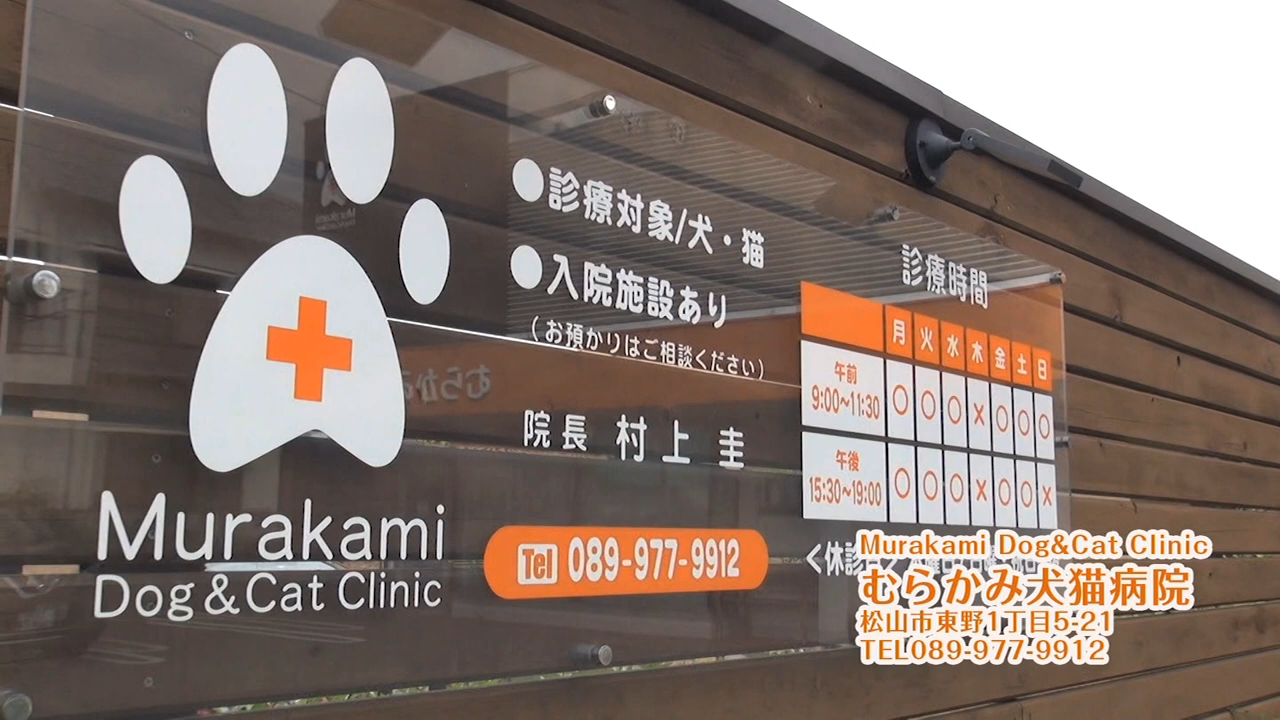 Murakami
Dog&Cat Clinic
●診療対象/犬・猫
●入院施設あり
(お預かりはご相談ください)
院長 村上 圭
Tel 089-977-9912
診療時間
月 火 水 木 金 土 日
午前 9:00~11:30 ○ ○ ○ × ○ ○ ○
午後 15:30~19:00 ○ ○ ○ × ○ ○ ×
<休診
Murakami Dog&Cat Clinic
むらかみ犬猫病院
松山市東野1丁目5-21
TEL089-977-9912